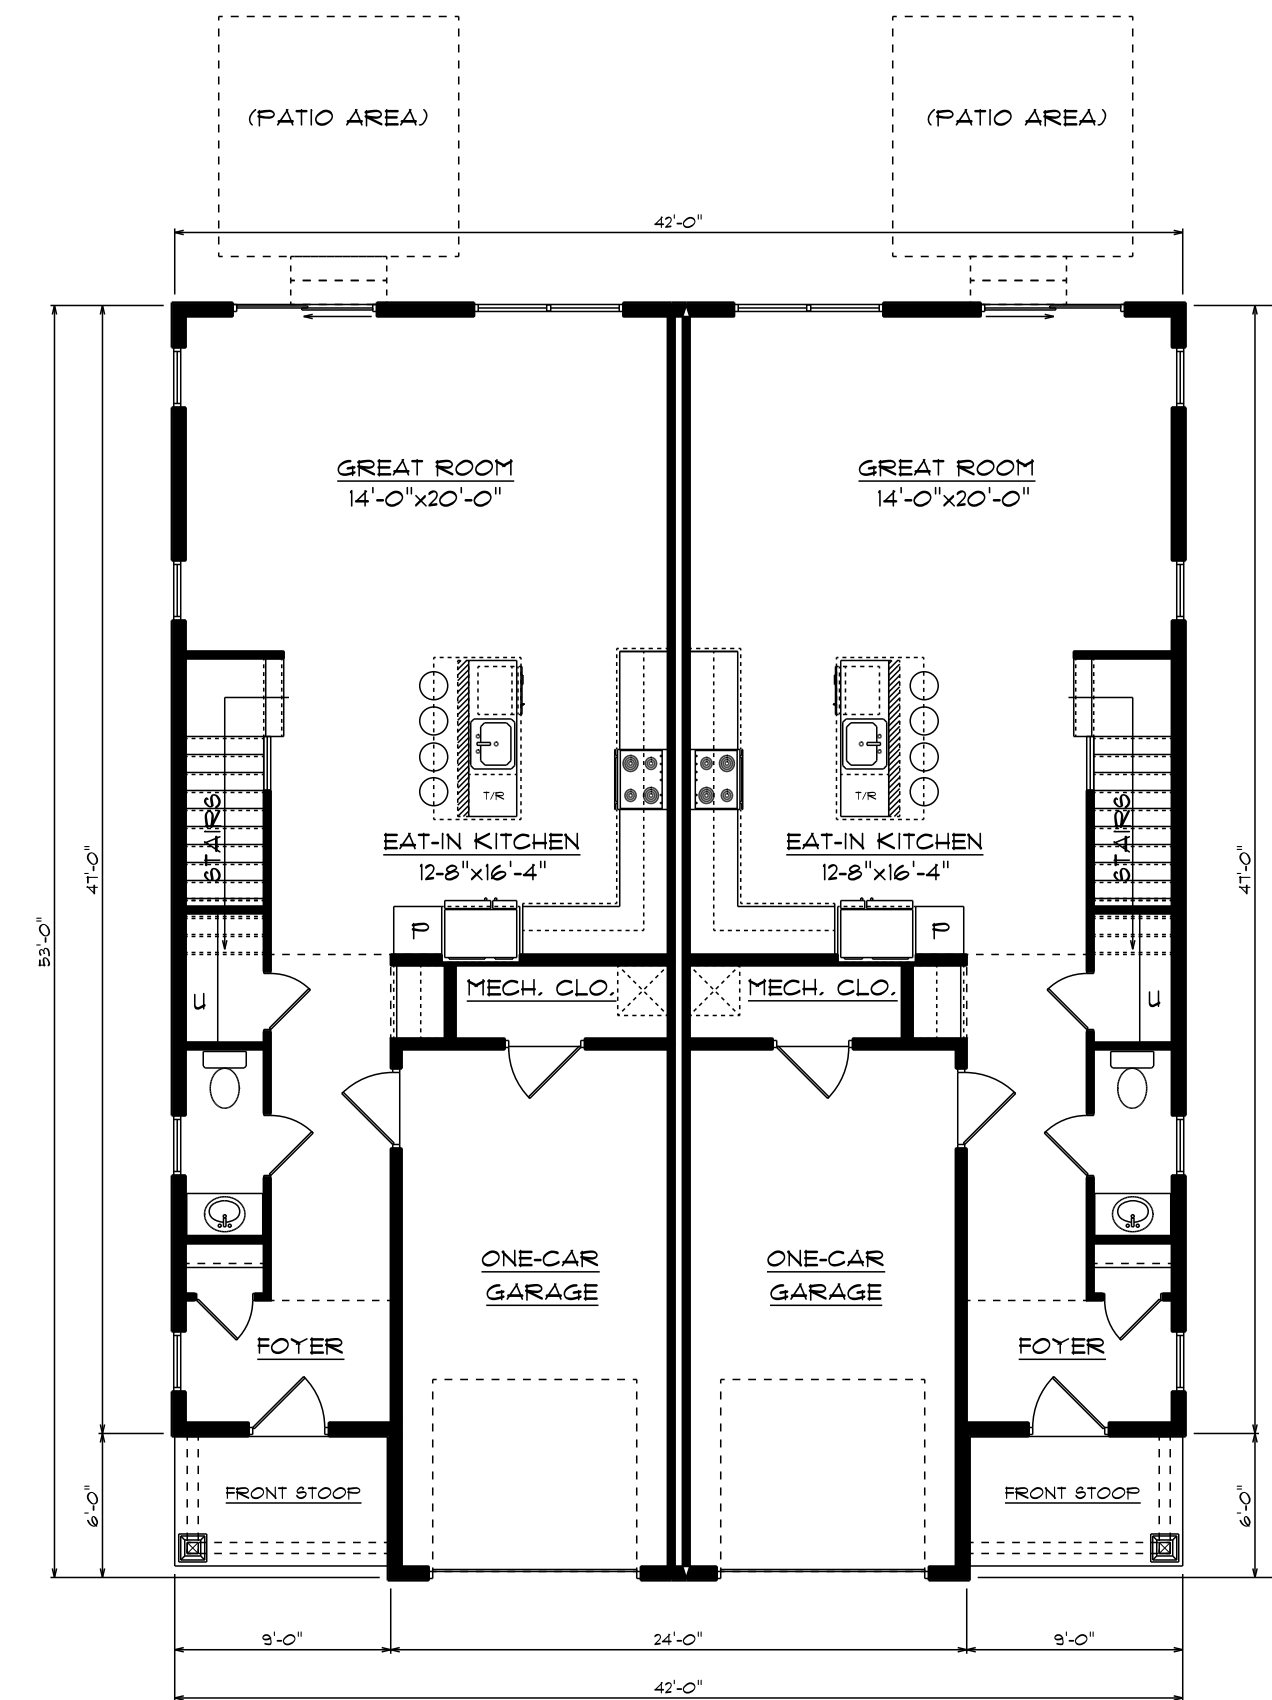 (PATIO AREA) (PATIO AREA)
42'-0"
GREAT ROOM GREAT ROOM
14'-0"x20'-0" 14'-0"x20'-0"
T/R T/R
EAT-IN KITCHEN EAT-IN KITCHEN
12-8"x16'-4" 12-8"x16'-4"
STAIRS STAIRS
47'-0" 47'-0"
53'-0"
P P
MECH. CLO. MECH. CLO.
U U
ONE-CAR ONE-CAR
GARAGE GARAGE
FOYER FOYER
FRONT STOOP FRONT STOOP
6'-0" 6'-0"
9'-0" 24'-0" 9'-0"
42'-0"